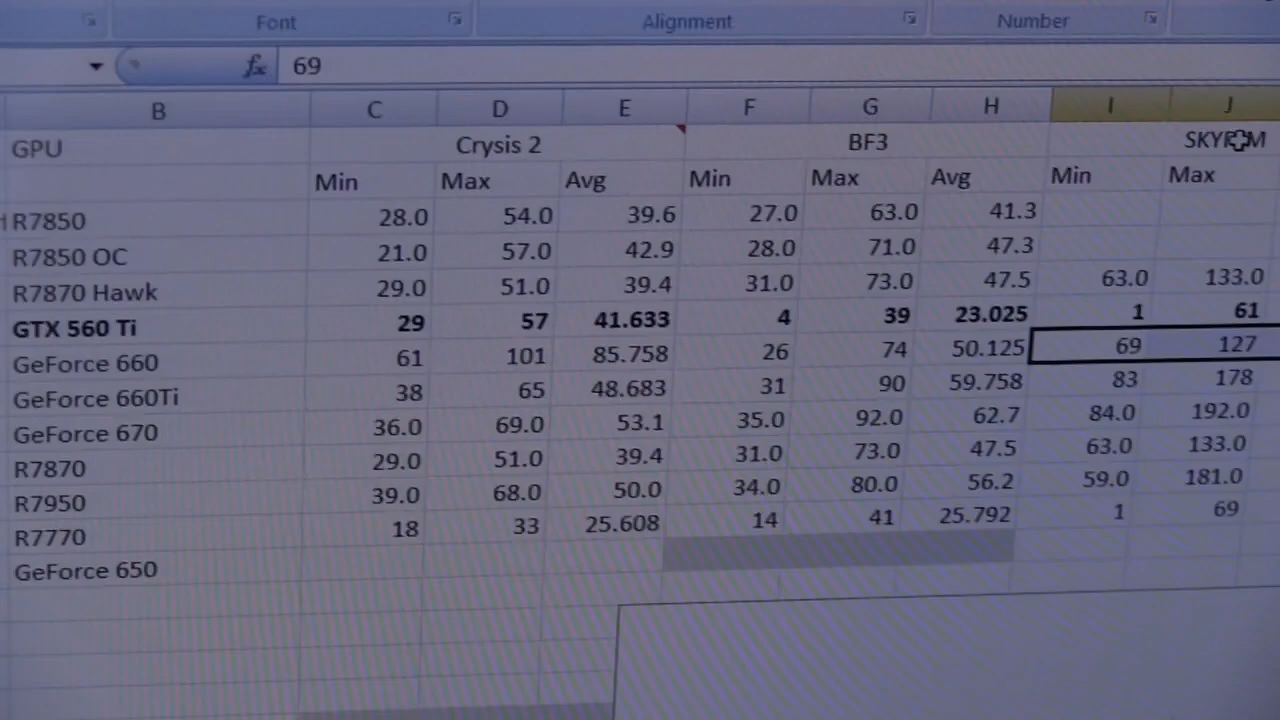 Font Alignment Number
fx 69
B C D E F G H I J
GPU Crysis 2 BF3 SKYRIM
Min Max Avg Min Max Avg Min Max
R7850 28.0 54.0 39.6 27.0 63.0 41.3
R7850 OC 21.0 57.0 42.9 28.0 71.0 47.3
R7870 Hawk 29.0 51.0 39.4 31.0 73.0 47.5 63.0 133.0
GTX 560 Ti 29 57 41.633 4 39 23.025 1 61
GeForce 660 61 101 85.758 26 74 50.125 69 127
GeForce 660Ti 38 65 48.683 31 90 59.758 83 178
GeForce 670 36.0 69.0 53.1 35.0 92.0 62.7 84.0 192.0
R7870 29.0 51.0 39.4 31.0 73.0 47.5 63.0 133.0
R7950 39.0 68.0 50.0 34.0 80.0 56.2 59.0 181.0
R7770 18 33 25.608 14 41 25.792 1 69
GeForce 650